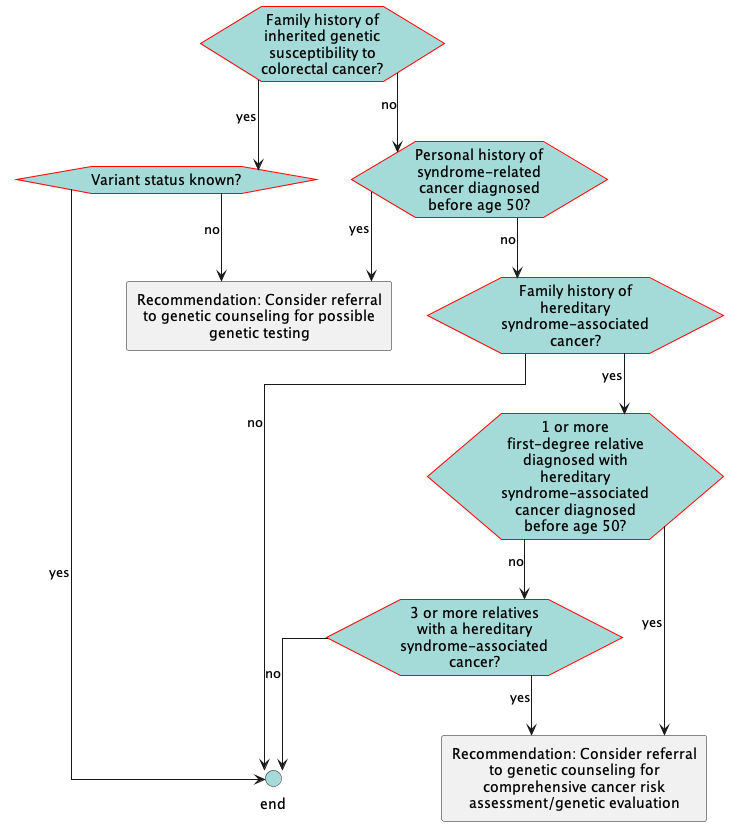 Family history of
inherited genetic
susceptibility to
colorectal cancer?
yes
no
Variant status known?
Personal history of
syndrome-related
cancer diagnosed
before age 50?
no
yes
no
Recommendation: Consider referral
to genetic counseling for possible
genetic testing
Family history of
hereditary
syndrome-associated
cancer?
yes
no
1 or more
first-degree relative
diagnosed with
hereditary
syndrome-associated
cancer diagnosed
before age 50?
no
yes
yes
3 or more relatives
with a hereditary
syndrome-associated
cancer?
no
yes
Recommendation: Consider referral
to genetic counseling for
comprehensive cancer risk
assessment/genetic evaluation
end